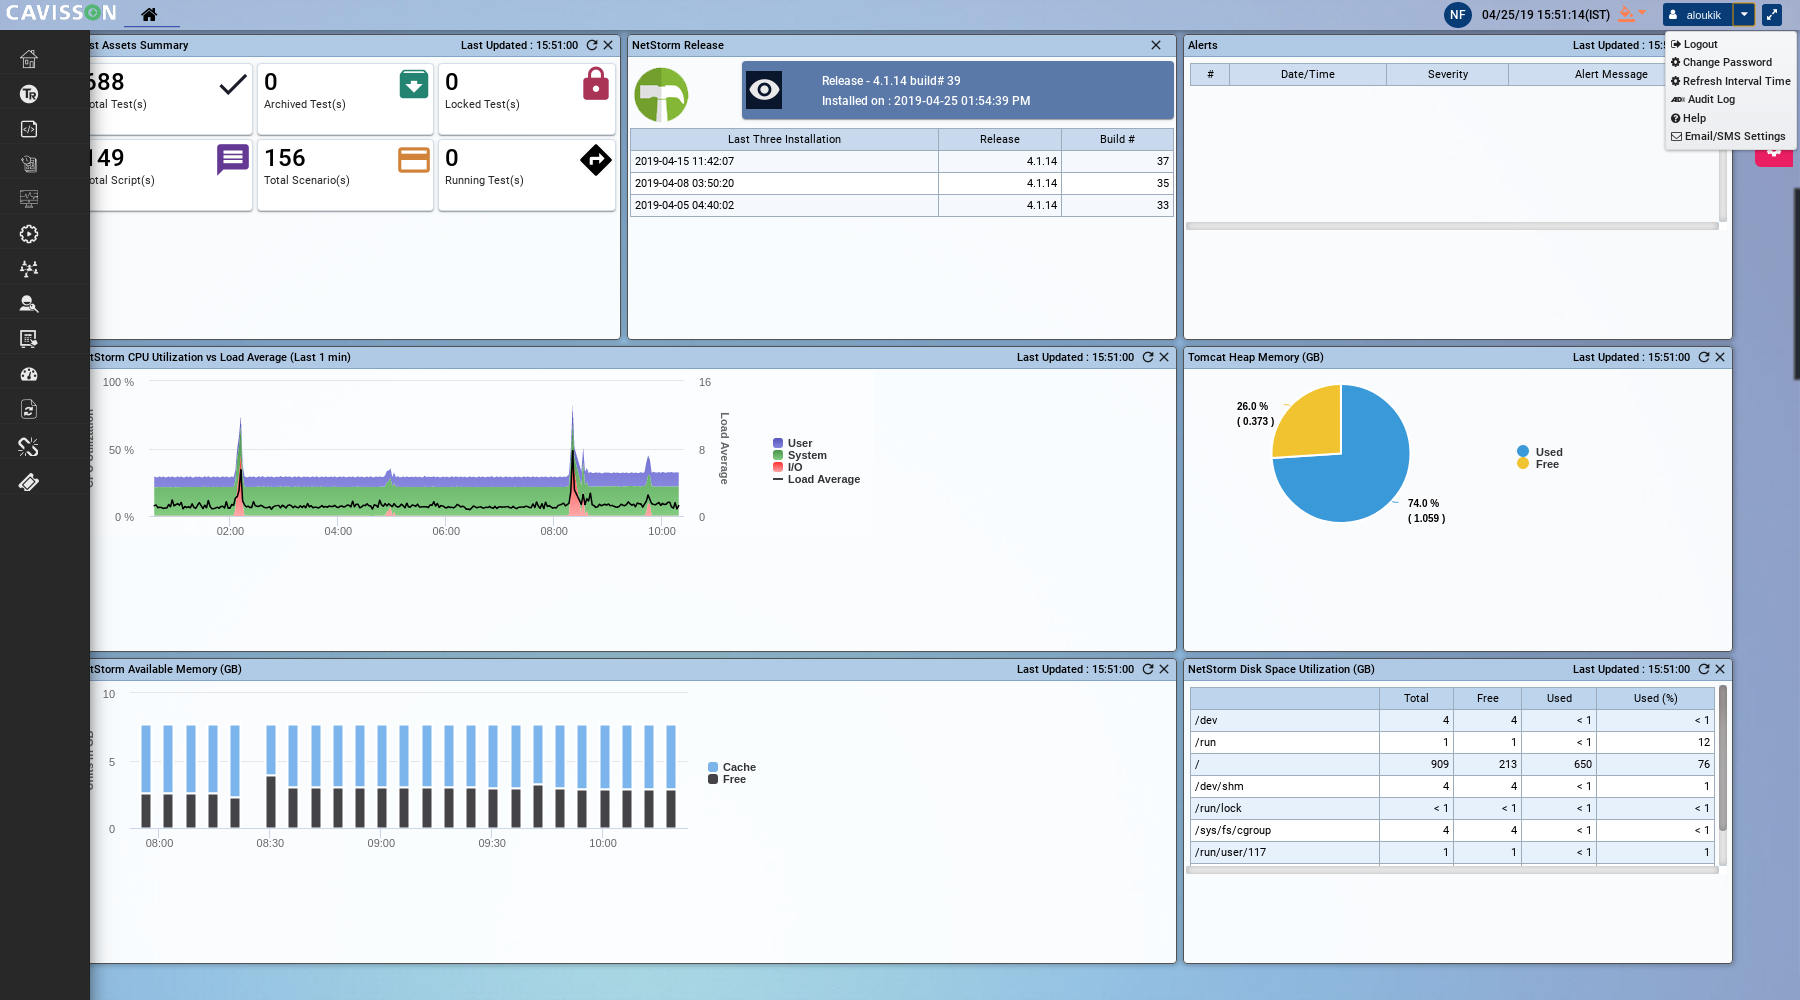 CAVISSON
NF 04/25/19 15:51:14(IST) aloukik
Logout
Change Password
Refresh Interval Time
Audit Log
Help
Email/SMS Settings
TR
st Assets Summary Last Updated : 15:51:00
688
otal Test(s)
0
Archived Test(s)
0
Locked Test(s)
149
otal Script(s)
156
Total Scenario(s)
0
Running Test(s)
NetStorm Release
Release - 4.1.14 build# 39
Installed on : 2019-04-25 01:54:39 PM
Last Three Installation Release Build #
2019-04-15 11:42:07 4.1.14 37
2019-04-08 03:50:20 4.1.14 35
2019-04-05 04:40:02 4.1.14 33
Alerts Last Updated : 15:5
# Date/Time Severity Alert Message
tStorm CPU Utilization vs Load Average (Last 1 min) Last Updated : 15:51:00
100 % 16
50 % 8
0 % 0
Load Average
02:00 04:00 06:00 08:00 10:00
User
System
I/O
Load Average
Tomcat Heap Memory (GB) Last Updated : 15:51:00
26.0 %
( 0.373 )
74.0 %
( 1.059 )
Used
Free
tStorm Available Memory (GB) Last Updated : 15:51:00
10
5
0
08:00 08:30 09:00 09:30 10:00
Cache
Free
NetStorm Disk Space Utilization (GB) Last Updated : 15:51:00
Total Free Used Used (%)
/dev 4 4 < 1 < 1
/run 1 1 < 1 12
/ 909 213 650 76
/dev/shm 4 4 < 1 1
/run/lock < 1 < 1 < 1 < 1
/sys/fs/cgroup 4 4 < 1 < 1
/run/user/117 1 1 < 1 1